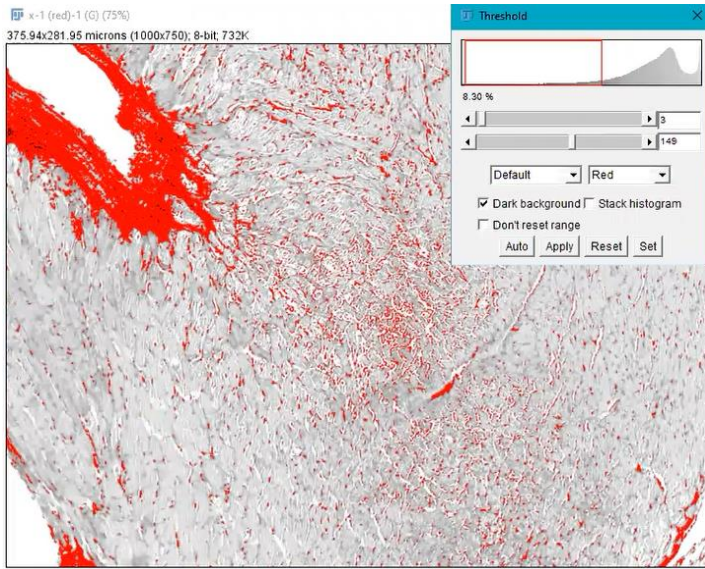 x-1 (red)-1 (G) (75%)
375.94x281.95 microns (1000x750); 8-bit; 732K
Threshold
8.30 %
3
149
Default
Red
Dark background
Stack histogram
Don't reset range
Auto
Apply
Reset
Set